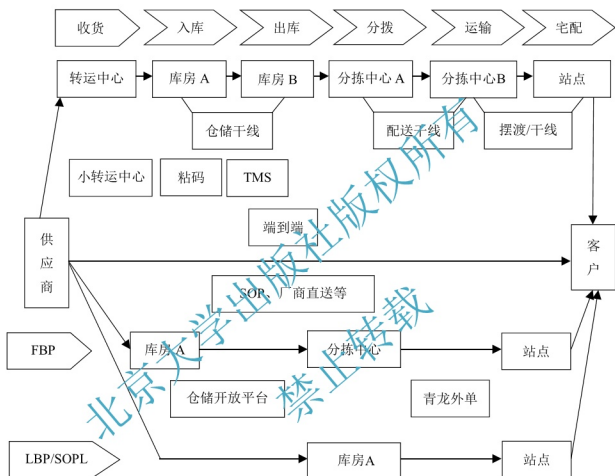 收货 入库 出库 分拨 运输 宅配
转运中心 库房 A 库房 B 分拣中心 A 分拣中心B 站点
仓储干线 配送干线 摆渡/干线
小转运中心 粘码 TMS
端到端
供应商 客户
SOP、厂商直送等
FBP 库房 A 分拣中心 站点
仓储开放平台 青龙外单
LBP/SOPL 库房A 站点
北京大学出版社版权所有
禁止转载